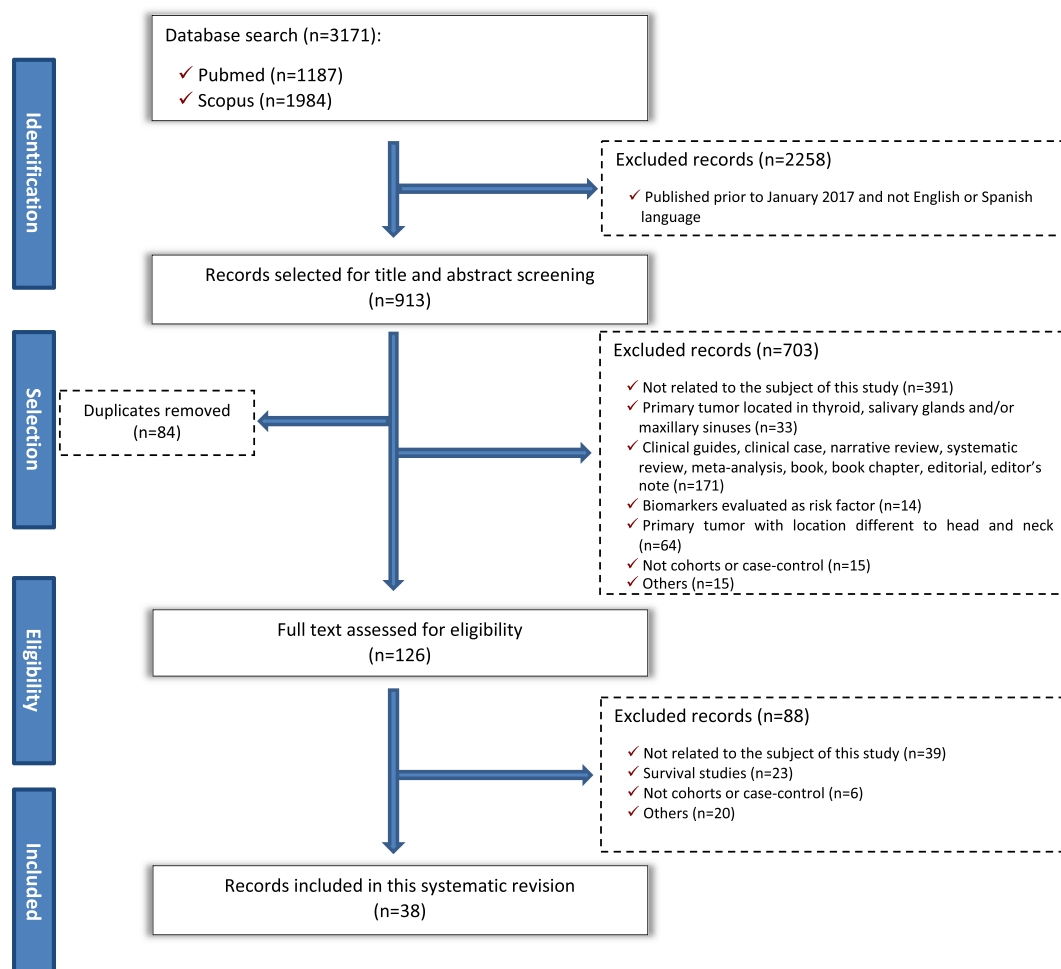 Identification
Database search (n=3171):
✓ Pubmed (n=1187)
✓ Scopus (n=1984)
Excluded records (n=2258)
✓ Published prior to January 2017 and not English or Spanish
language
Records selected for title and abstract screening
(n=913)
Selection
Duplicates removed
(n=84)
Excluded records (n=703)
✓ Not related to the subject of this study (n=391)
✓ Primary tumor located in thyroid, salivary glands and/or
maxillary sinuses (n=33)
✓ Clinical guides, clinical case, narrative review, systematic
review, meta-analysis, book, book chapter, editorial, editor's
note (n=171)
✓ Biomarkers evaluated as risk factor (n=14)
✓ Primary tumor with location different to head and neck
(n=64)
✓ Not cohorts or case-control (n=15)
✓ Others (n=15)
Eligibility
Full text assessed for eligibility
(n=126)
Excluded records (n=88)
✓ Not related to the subject of this study (n=39)
✓ Survival studies (n=23)
✓ Not cohorts or case-control (n=6)
✓ Others (n=20)
Included
Records included in this systematic revision
(n=38)